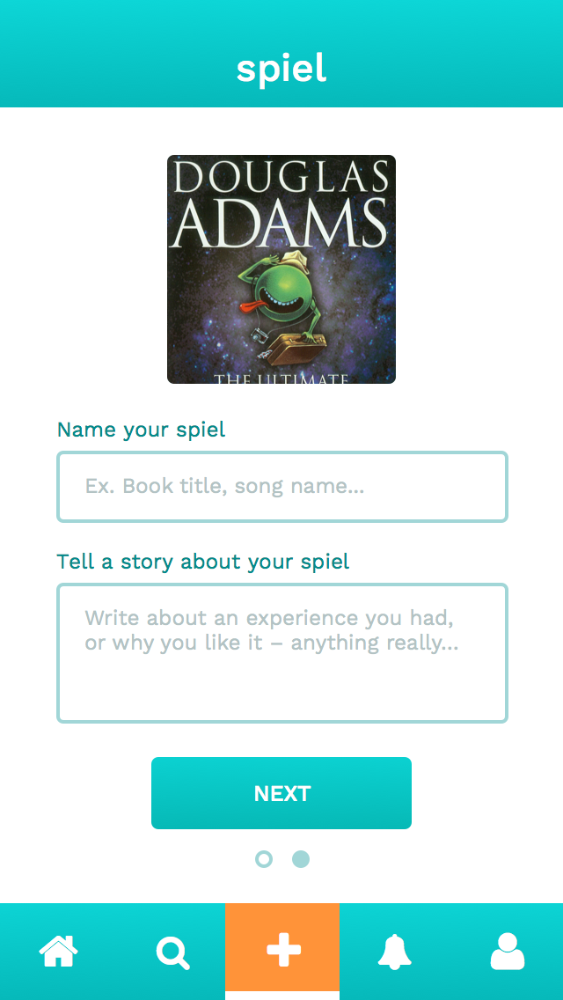 spiel
DOUGLAS
ADAMS
THE ULTIMATE
Name your spiel
Ex. Book title, song name...
Tell a story about your spiel
Write about an experience you had,
or why you like it – anything really...
NEXT